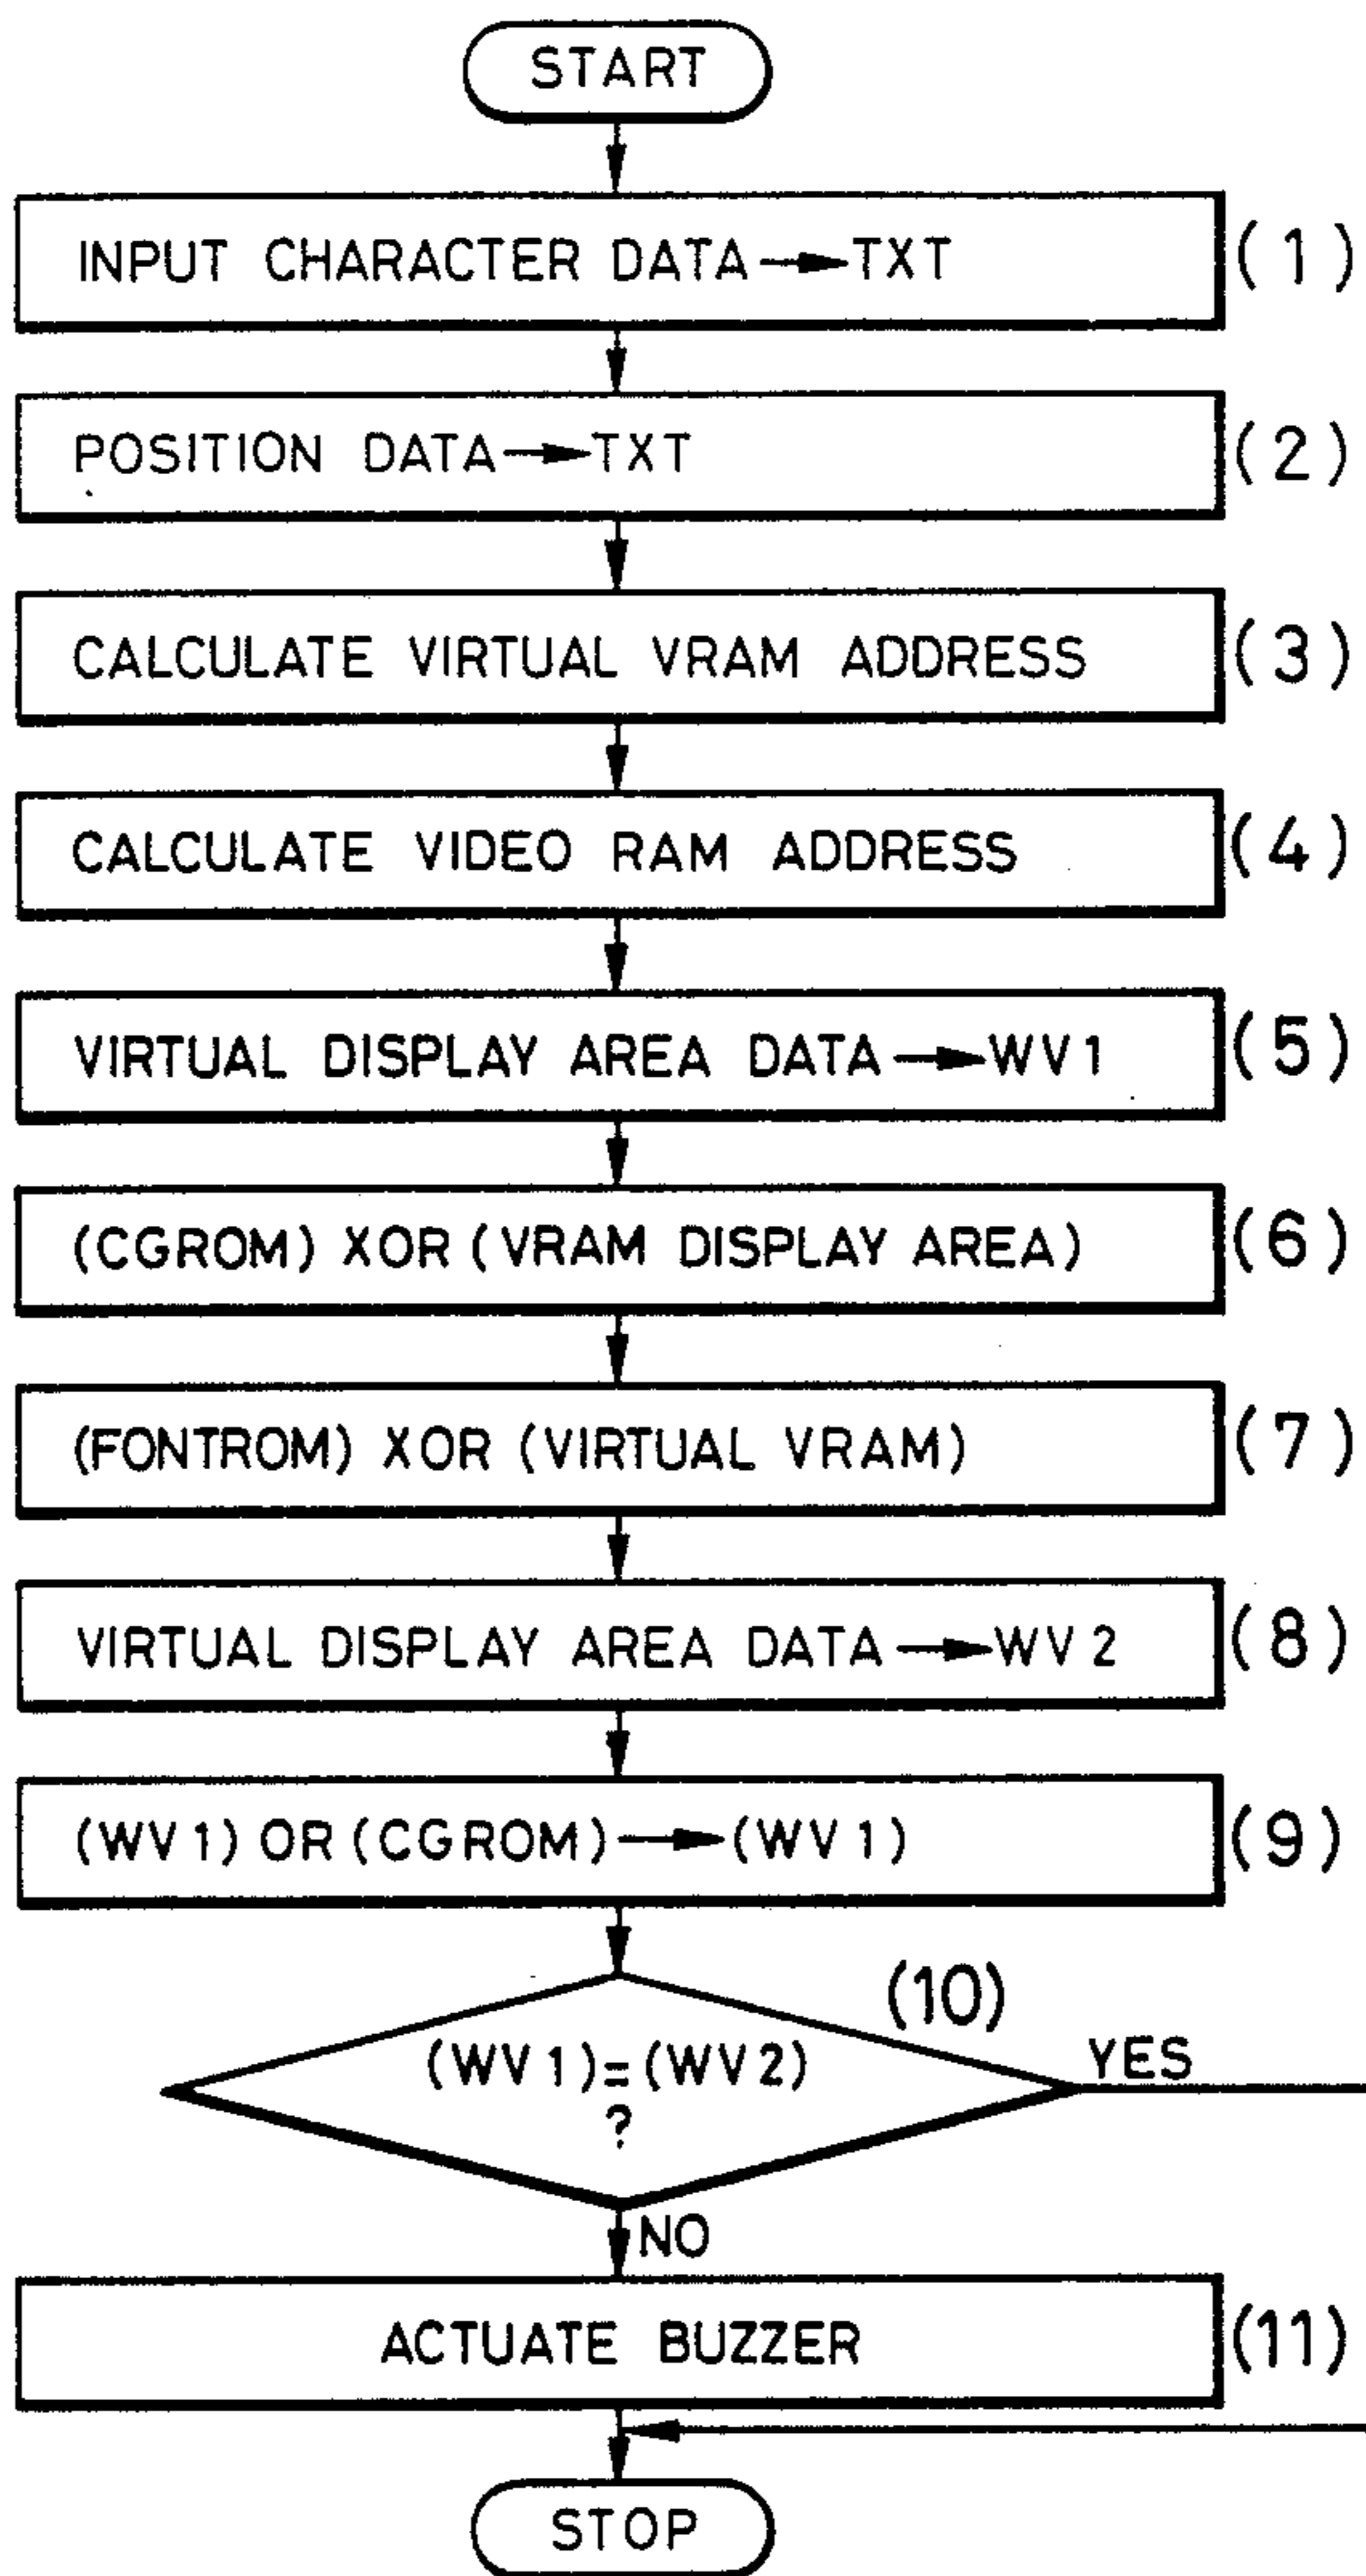 START
INPUT CHARACTER DATA→TXT (1)
POSITION DATA→TXT (2)
CALCULATE VIRTUAL VRAM ADDRESS (3)
CALCULATE VIDEO RAM ADDRESS (4)
VIRTUAL DISPLAY AREA DATA→WV1 (5)
(CGROM) XOR (VRAM DISPLAY AREA) (6)
(FONTROM) XOR (VIRTUAL VRAM) (7)
VIRTUAL DISPLAY AREA DATA→WV2 (8)
(WV1) OR (CGROM)→(WV1) (9)
(10)
(WV1)=(WV2)
?
YES
NO
ACTUATE BUZZER (11)
STOP